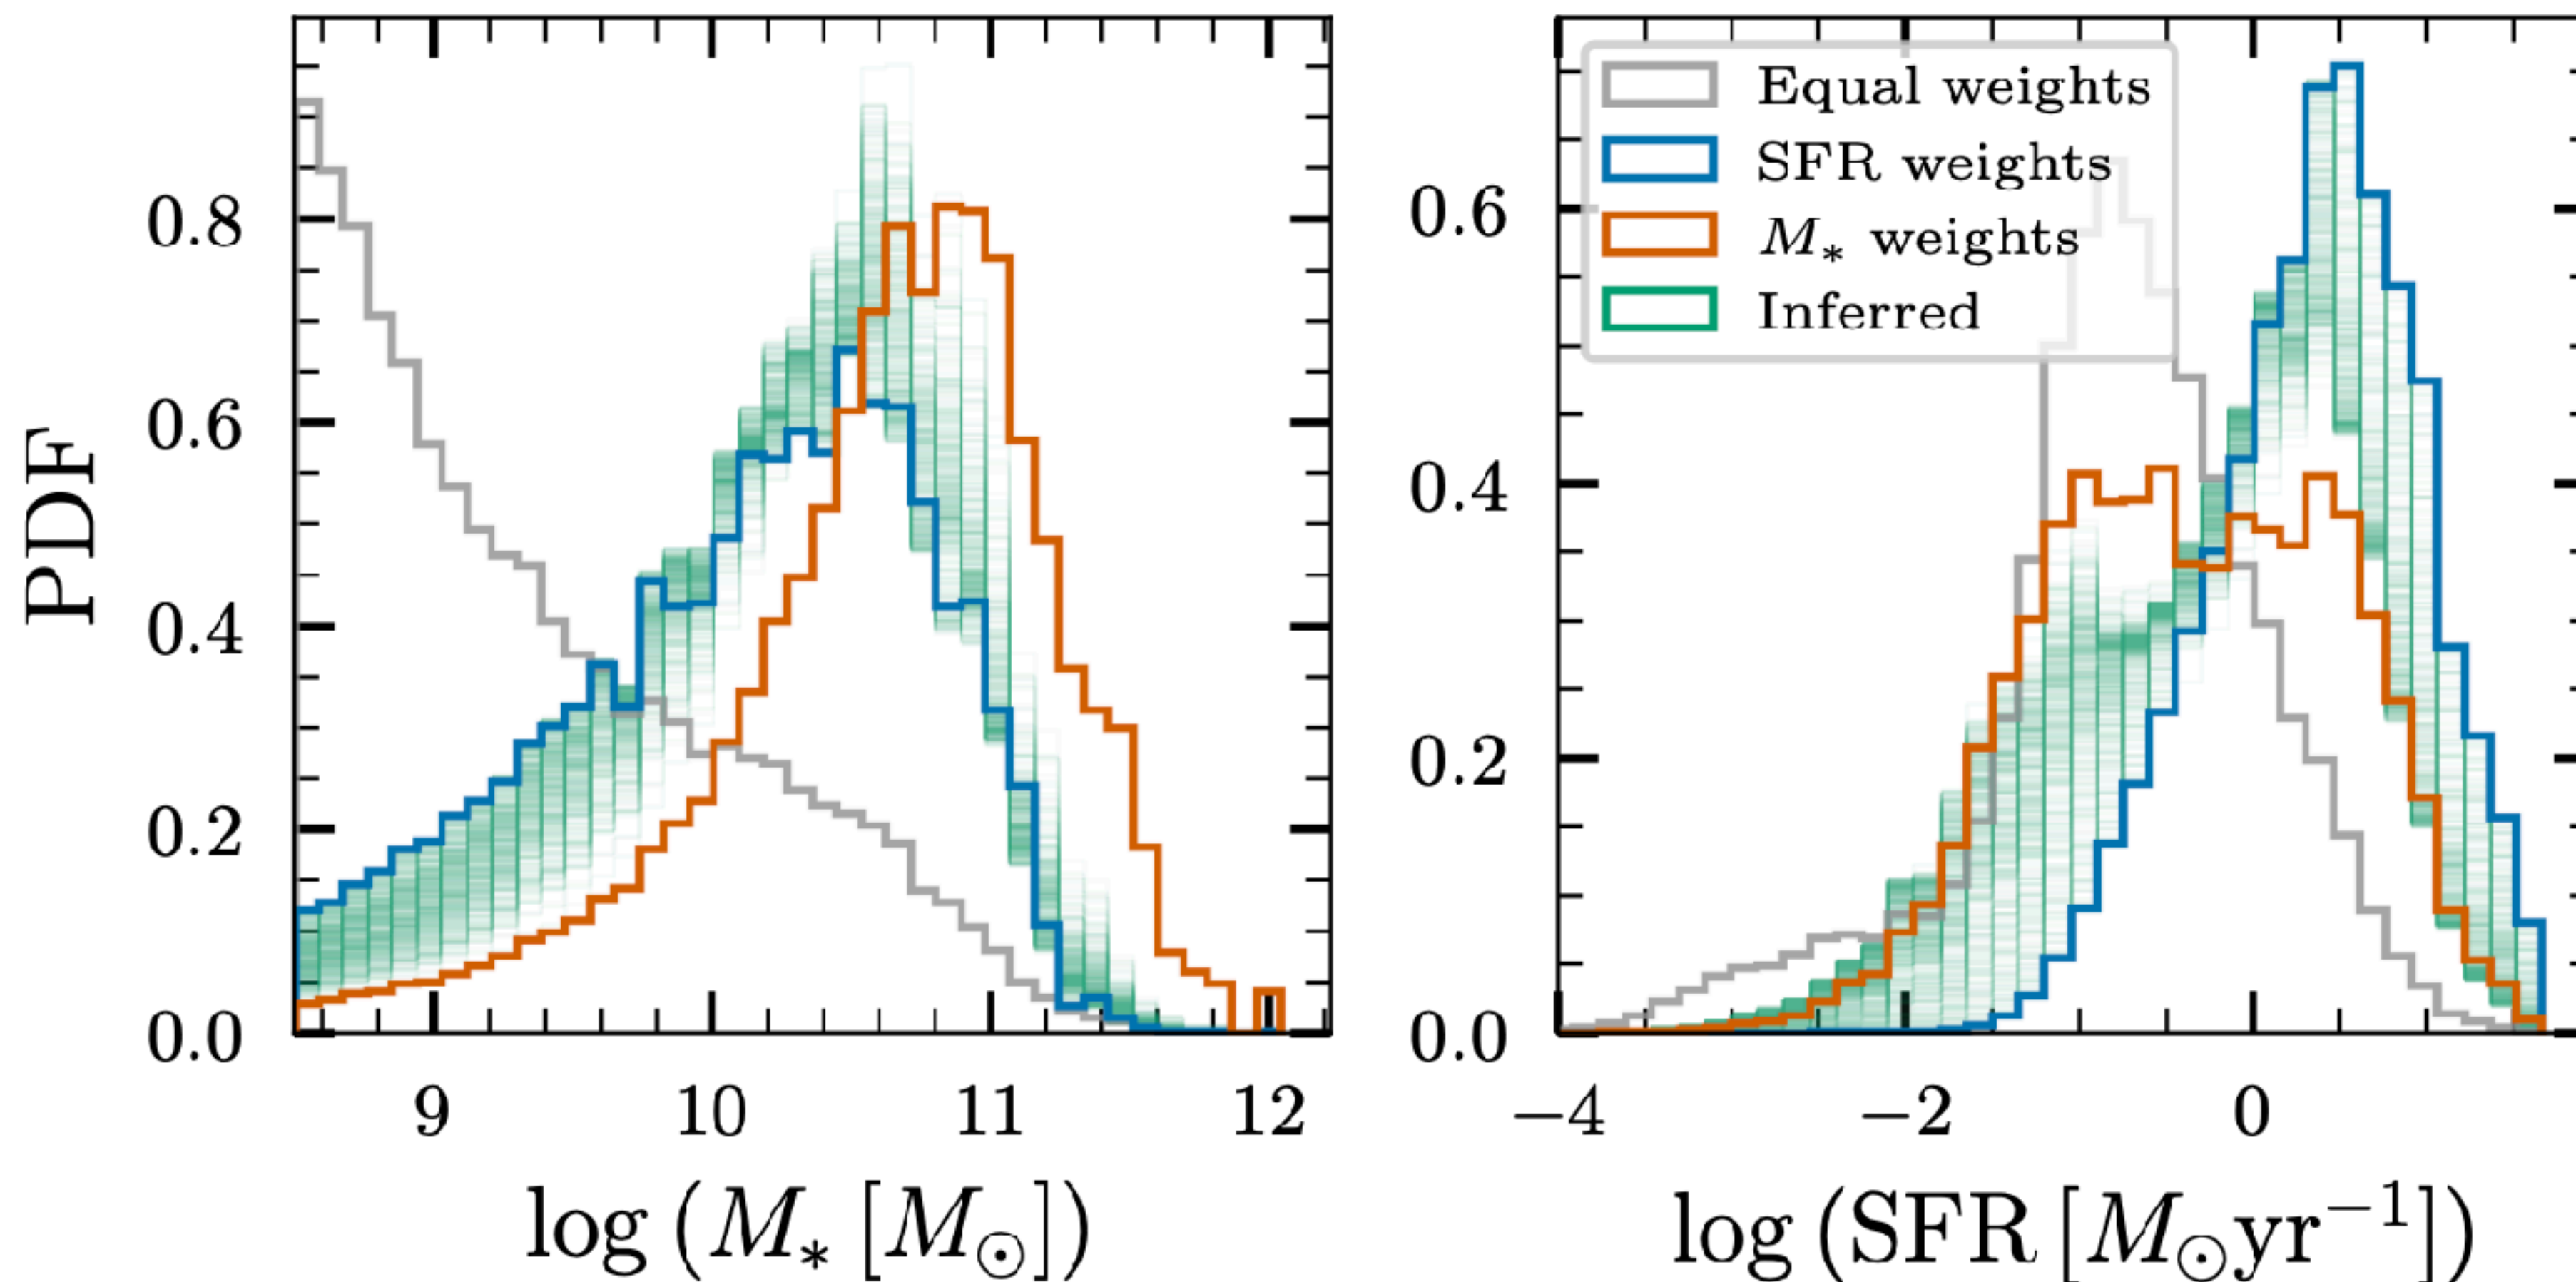 PDF
0.8
0.6
0.4
0.2
0.0
9 10 11 12
log (M* [M⊙])
Equal weights
SFR weights
M* weights
Inferred
0.6
0.4
0.2
0.0
−4 −2 0
log (SFR [M⊙yr⁻¹])